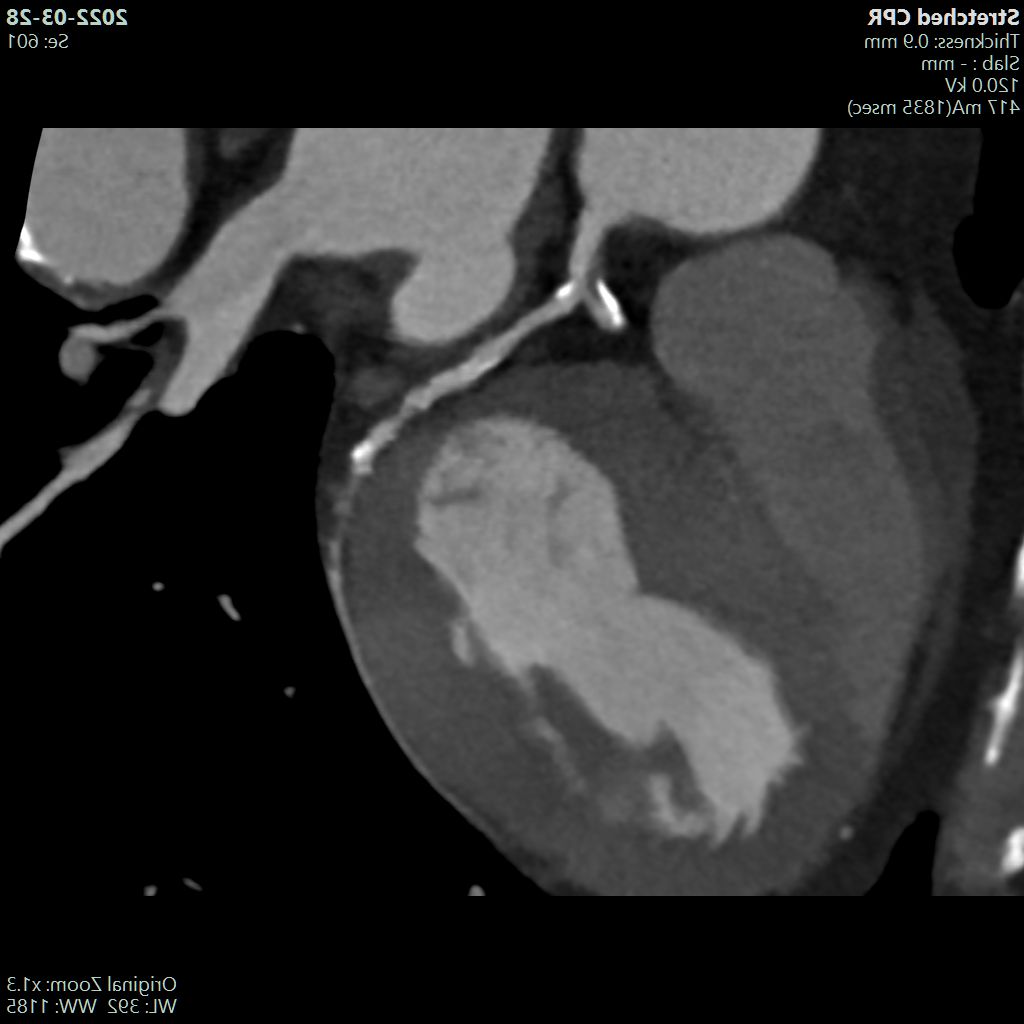 Stretched CPR
Thickness: 0.9 mm
Slab : - mm
120.0 kV
417 mA(1835 msec)
2022-03-28
Se: 601
Original Zoom: x1.3
WL: 392 WW: 1185